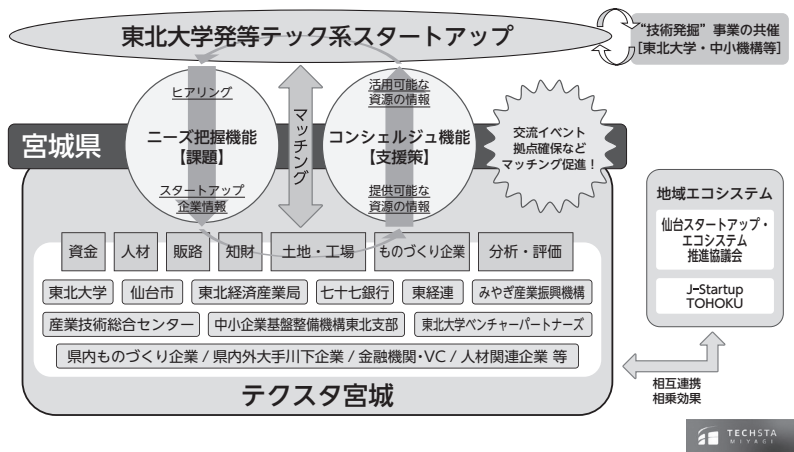 東北大学発等テック系スタートアップ
“技術発掘”事業の共催
[東北大学・中小機構等]
ヒアリング
ニーズ把握機能
【課題】
スタートアップ
企業情報
マッチング
活用可能な
資源の情報
コンシェルジュ機能
【支援策】
提供可能な
資源の情報
交流イベント
拠点確保など
マッチング促進！
宮城県
資金 人材 販路 知財 土地・工場 ものづくり企業 分析・評価
東北大学 仙台市 東北経済産業局 七十七銀行 東経連 みやぎ産業振興機構
産業技術総合センター 中小企業基盤整備機構東北支部 東北大学ベンチャーパートナーズ
県内ものづくり企業 / 県内外大手川下企業 / 金融機関・VC / 人材関連企業 等
テクスタ宮城
地域エコシステム
仙台スタートアップ・
エコシステム
推進協議会
J-Startup
TOHOKU
相互連携
相乗効果
TECHSTA
MIYAGI